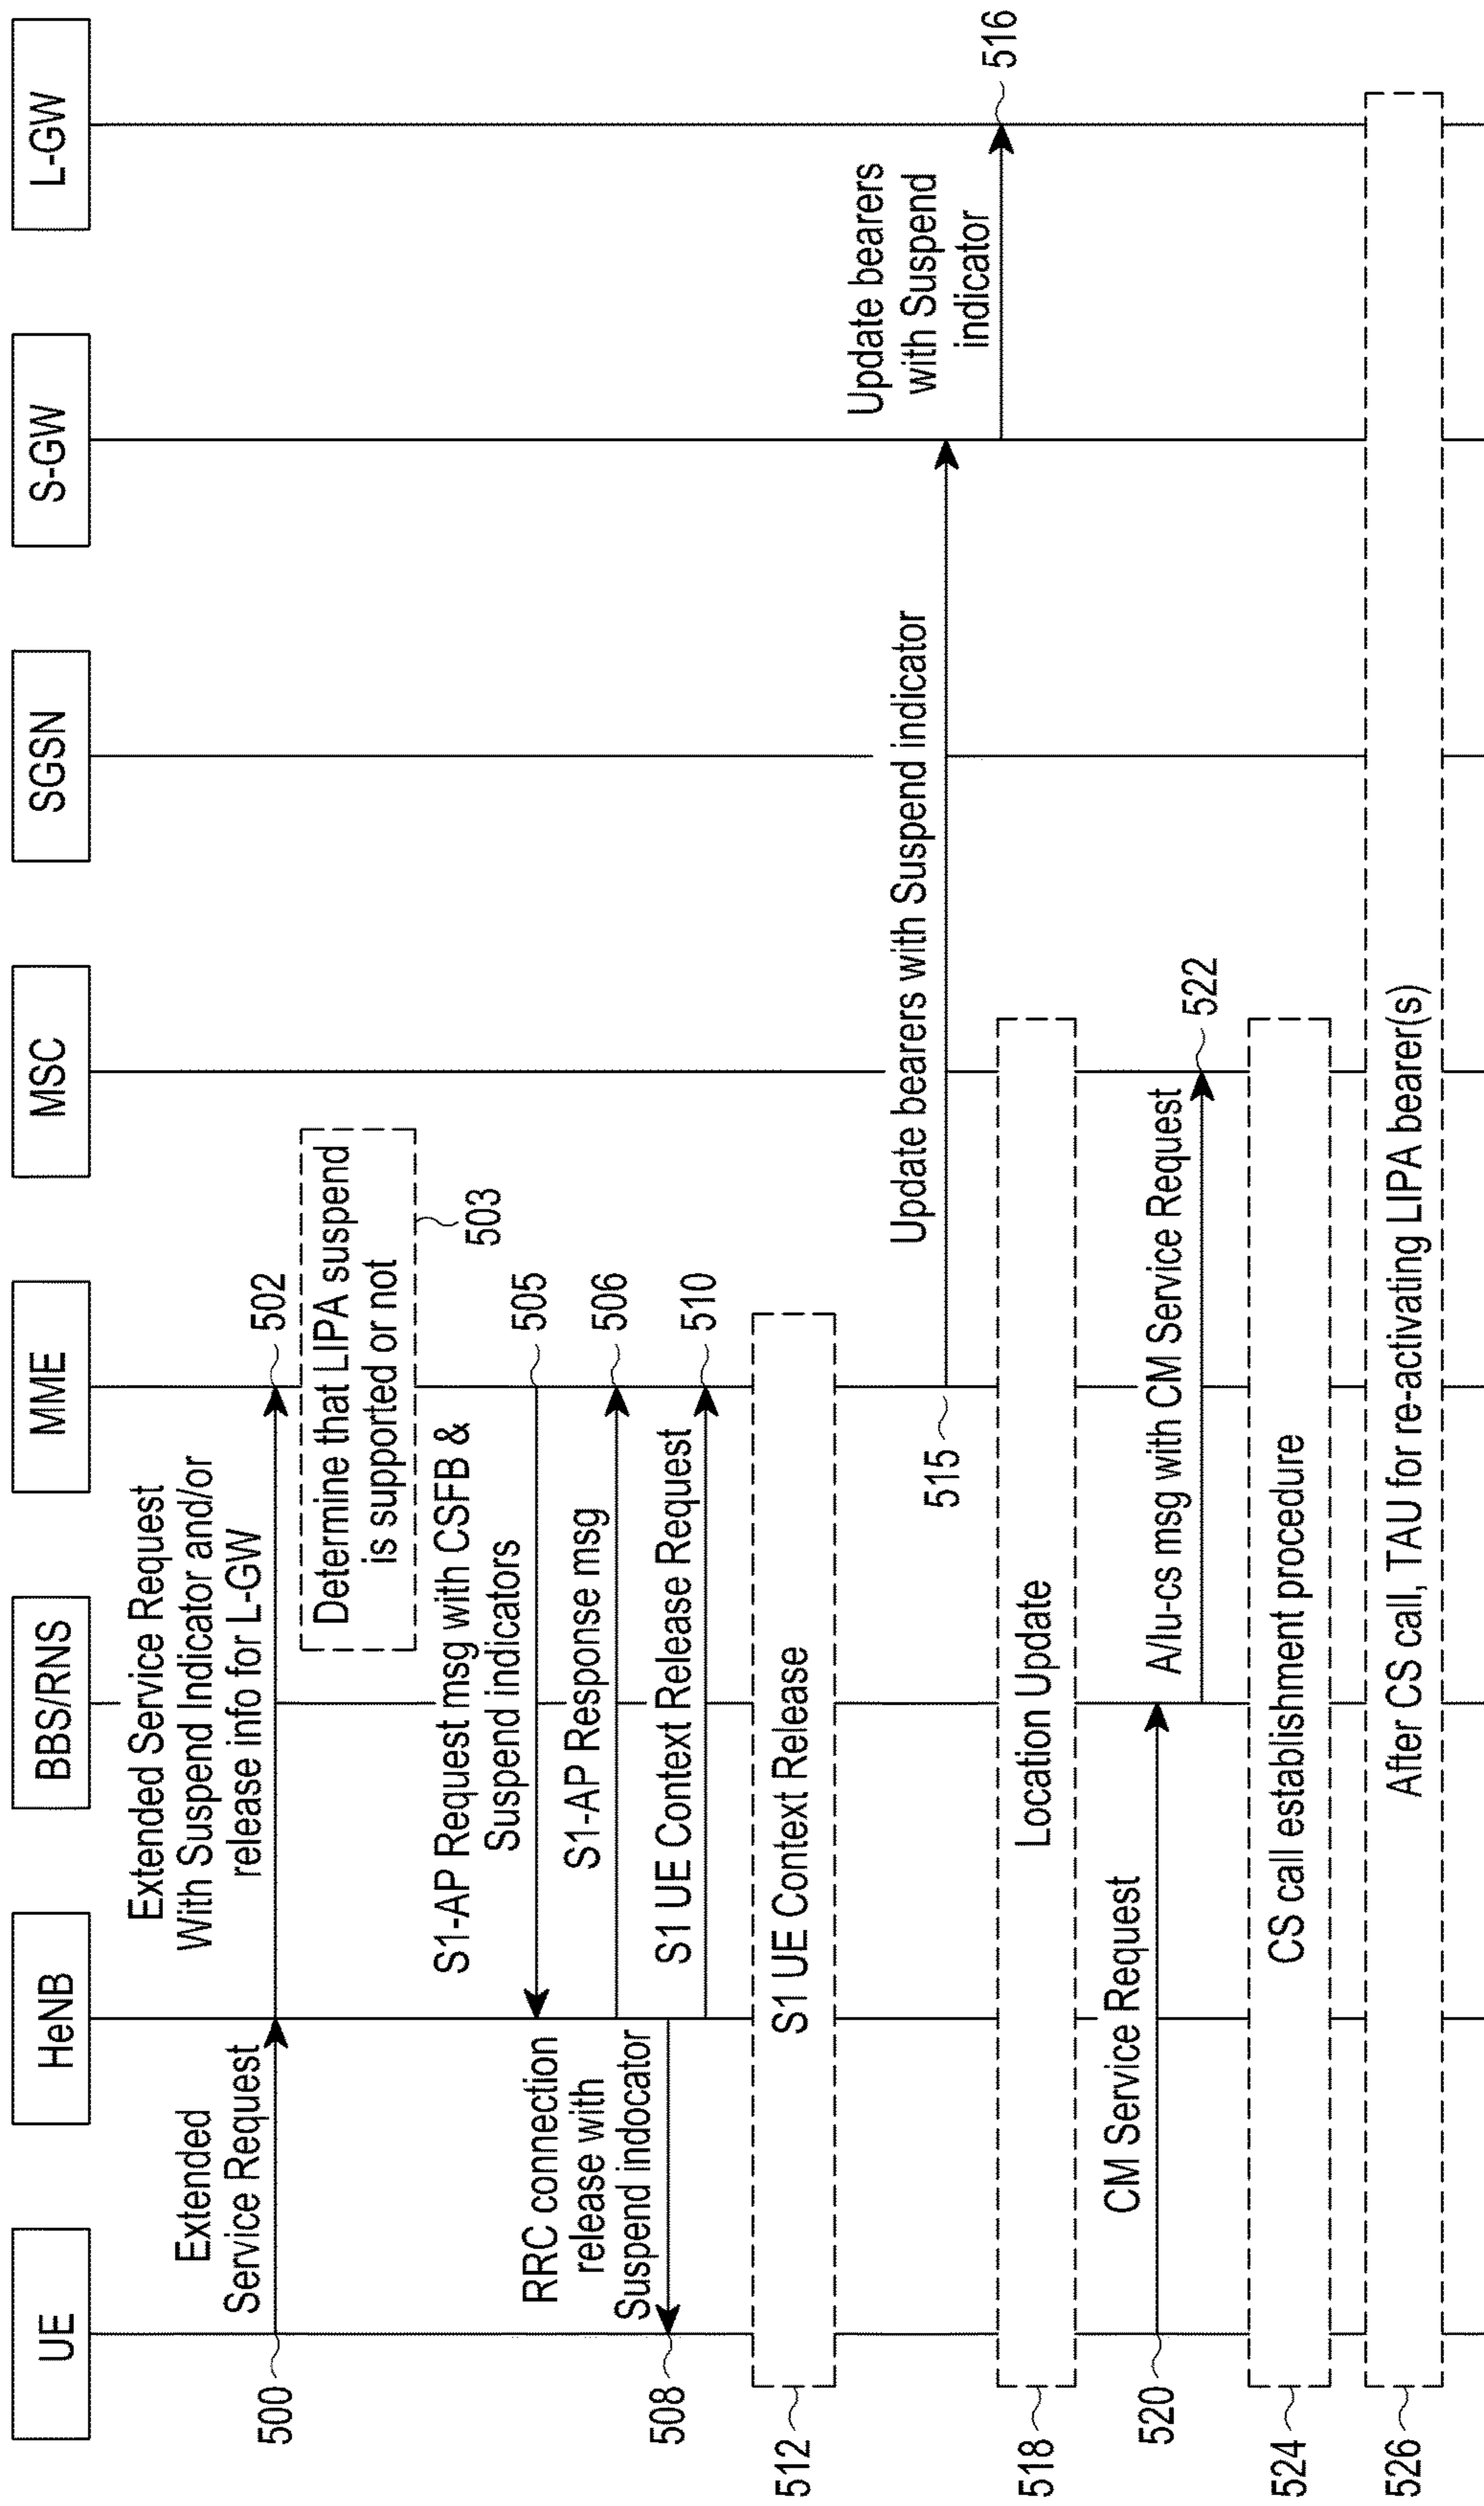 UE
HeNB
BBS/RNS
MME
MSC
SGSN
S-GW
L-GW
Extended
Service Request
500
Extended Service Request
With Suspend Indicator and/or
release info for L-GW
502
Determine that LIPA suspend
is supported or not
503
S1-AP Request msg with CSFB &
Suspend indicators
505
S1-AP Response msg
506
RRC connection
release with
Suspend indocator
508
S1 UE Context Release Request
510
S1 UE Context Release
512
Update bearers with Suspend indicator
515
Update bearers
with Suspend
indicator
516
Location Update
518
CM Service Request
520
A/Iu-cs msg with CM Service Request
522
CS call establishment procedure
524
After CS call, TAU for re-activating LIPA bearer(s)
526